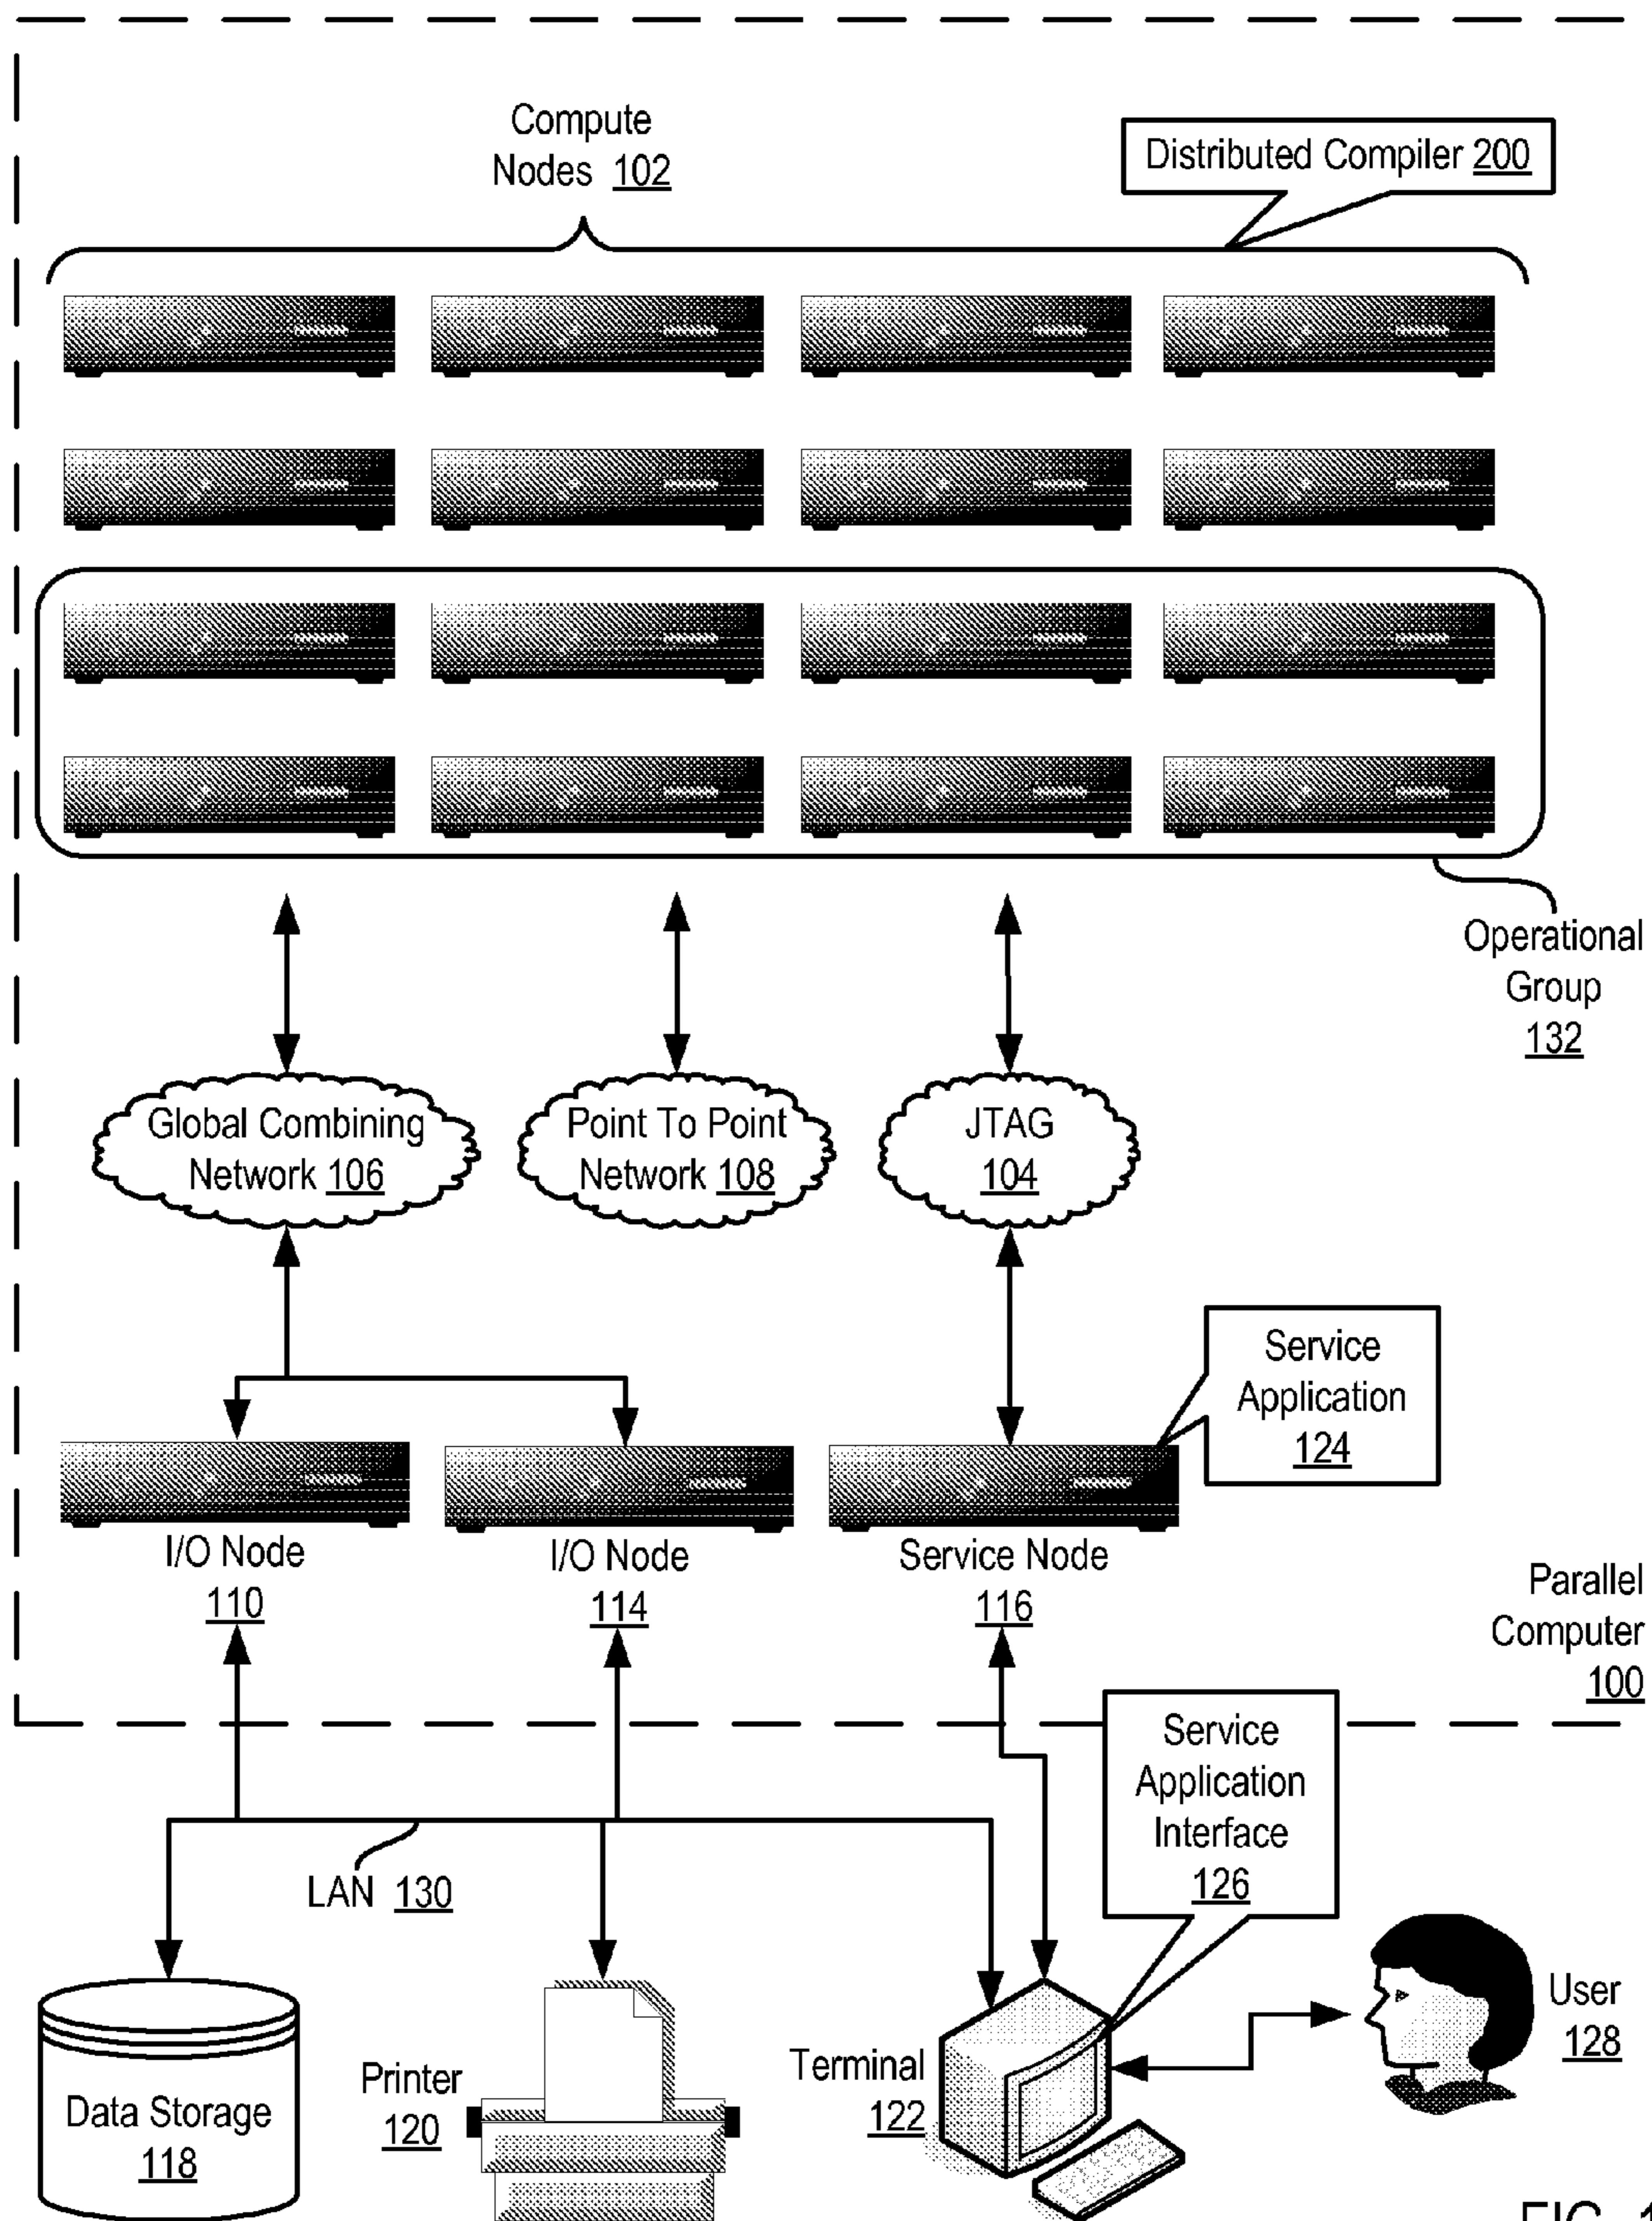 Compute
Nodes 102
Distributed Compiler 200
Operational
Group
132
Global Combining
Network 106
Point To Point
Network 108
JTAG
104
Service
Application
124
I/O Node
110
I/O Node
114
Service Node
116
Parallel
Computer
100
Service
Application
Interface
126
LAN 130
Data Storage
118
Printer
120
Terminal
122
User
128
FIG. 1